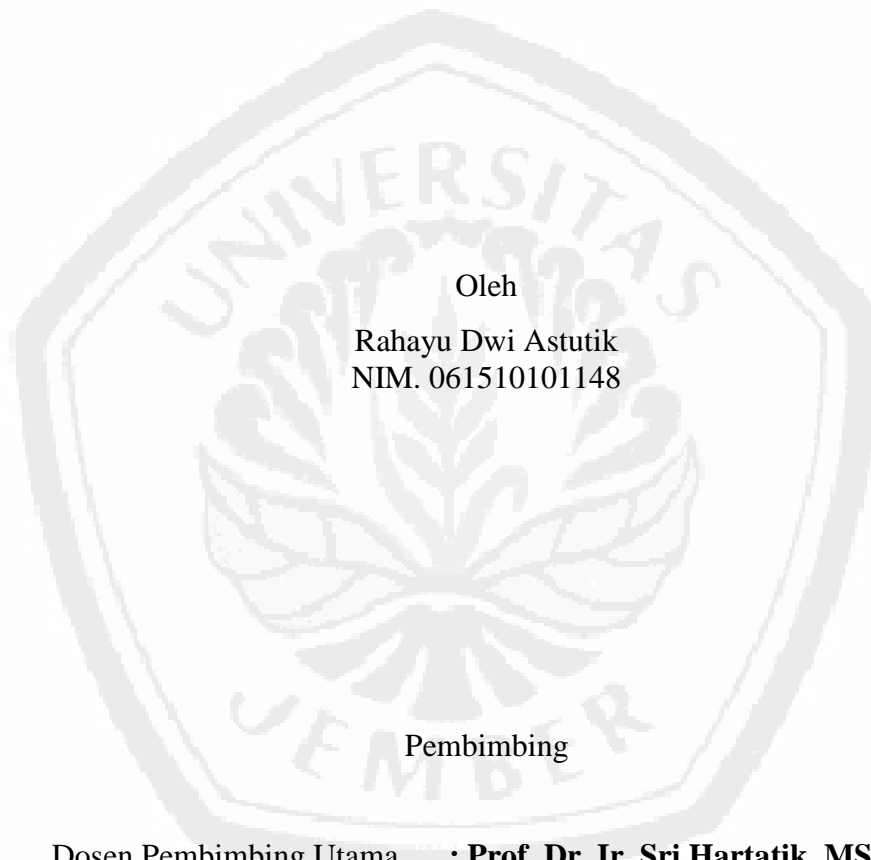 UNIVERSITAS
Oleh
Rahayu Dwi Astutik
NIM. 061510101148
JEMBER
Pembimbing
Dosen Pembimbing Utama : Prof. Dr. Ir. Sri Hartatik, MS